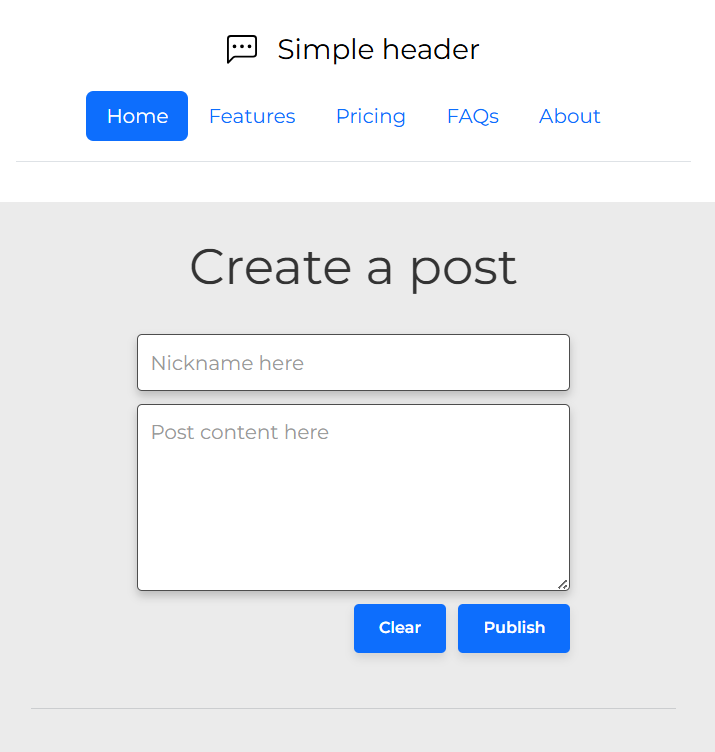 Simple header
Home Features Pricing FAQs About
Create a post
Nickname here
Post content here
Clear Publish